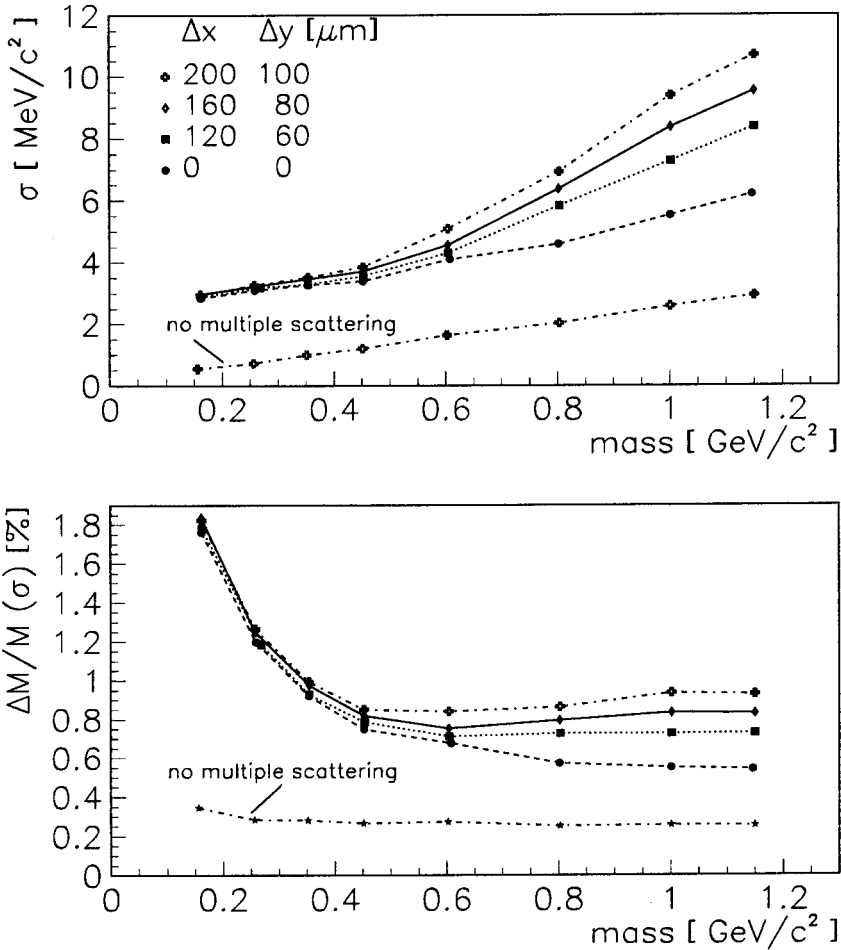 σ [ MeV/c²]
12
10
8
6
4
2
0
Δx Δy [μm]
200 100
160 80
120 60
0 0
no multiple scattering
0 0.2 0.4 0.6 0.8 1 1.2
mass [ GeV/c²]
ΔM/M (σ) [%]
1.8
1.6
1.4
1.2
1
0.8
0.6
0.4
0.2
0
no multiple scattering
0 0.2 0.4 0.6 0.8 1 1.2
mass [ GeV/c²]